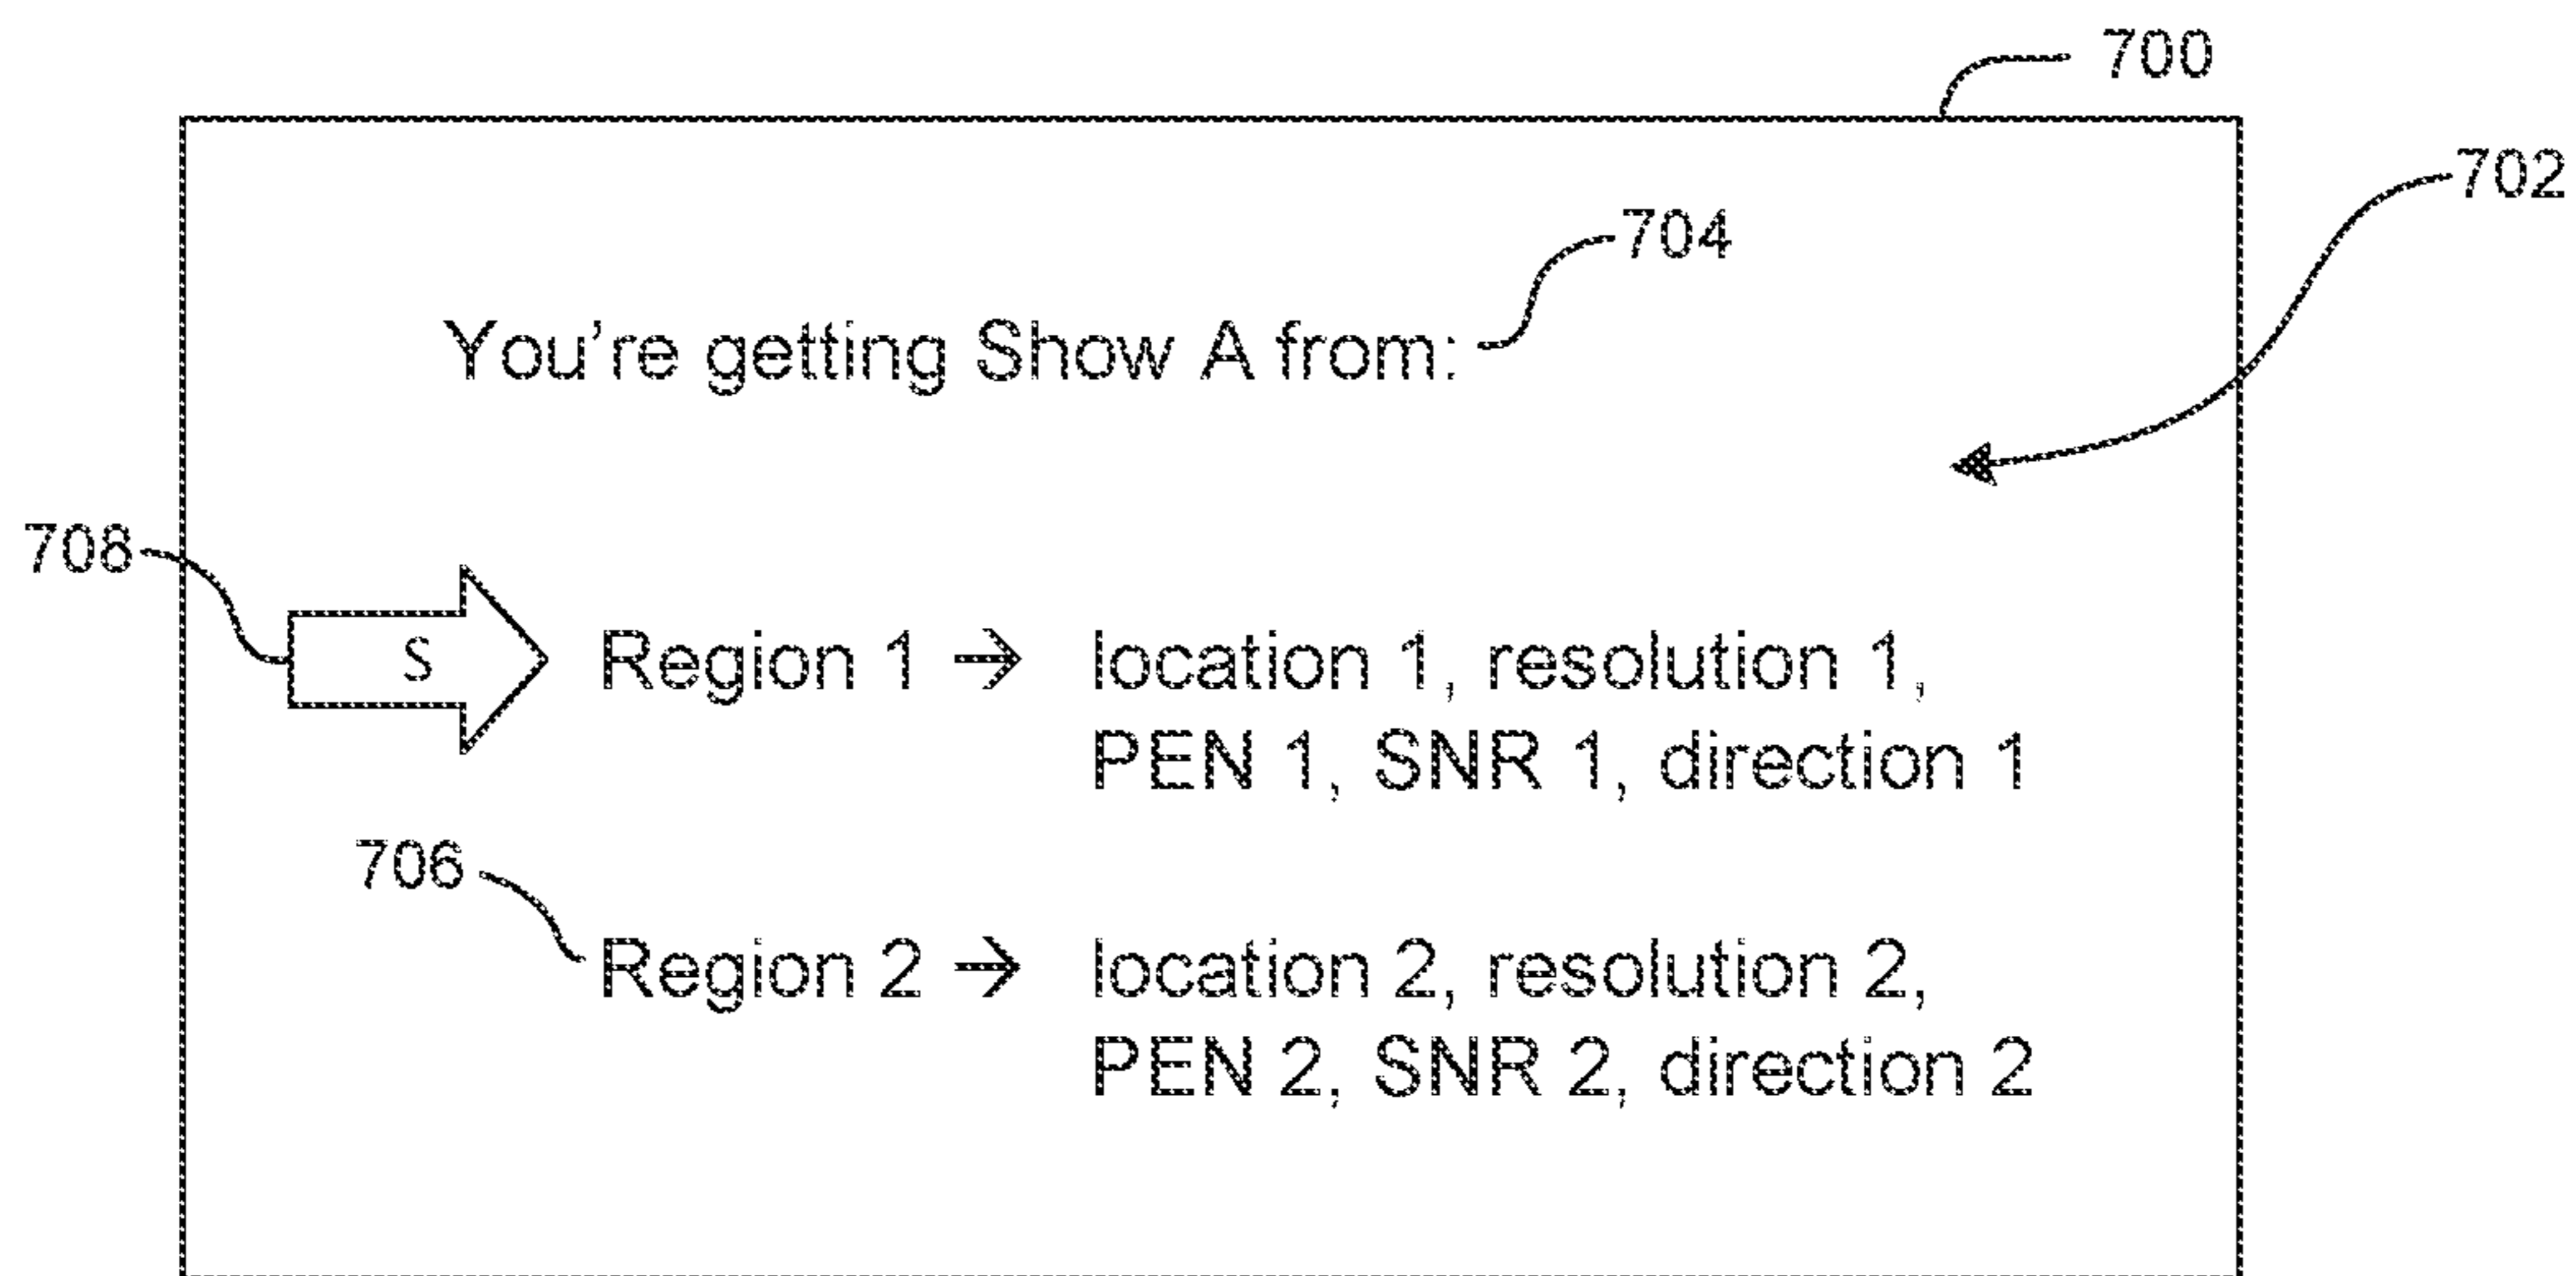 700
702
704
You're getting Show A from:
708
S
Region 1 → location 1, resolution 1,
PEN 1, SNR 1, direction 1
706
Region 2 → location 2, resolution 2,
PEN 2, SNR 2, direction 2